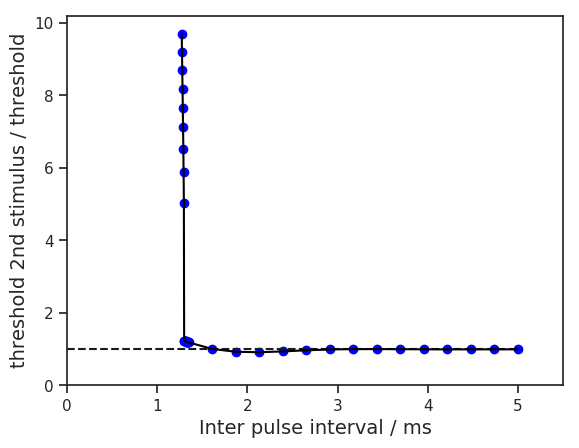 threshold 2nd stimulus / threshold
10
8
6
4
2
0
0 1 2 3 4 5
Inter pulse interval / ms